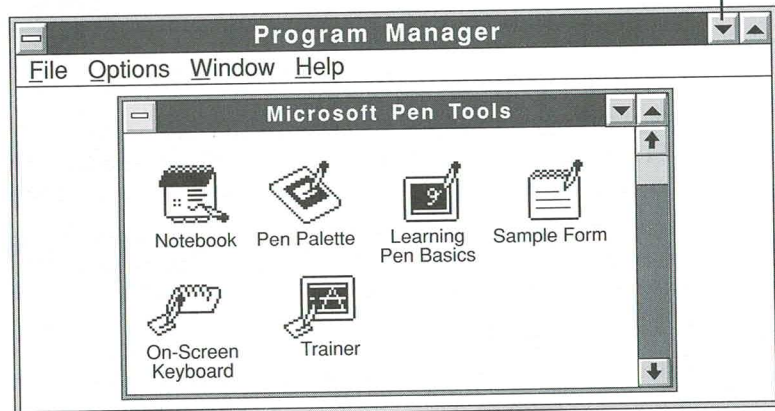 Program Manager
File Options Window Help
Microsoft Pen Tools
Notebook
Pen Palette
Learning
Pen Basics
Sample Form
On-Screen
Keyboard
Trainer